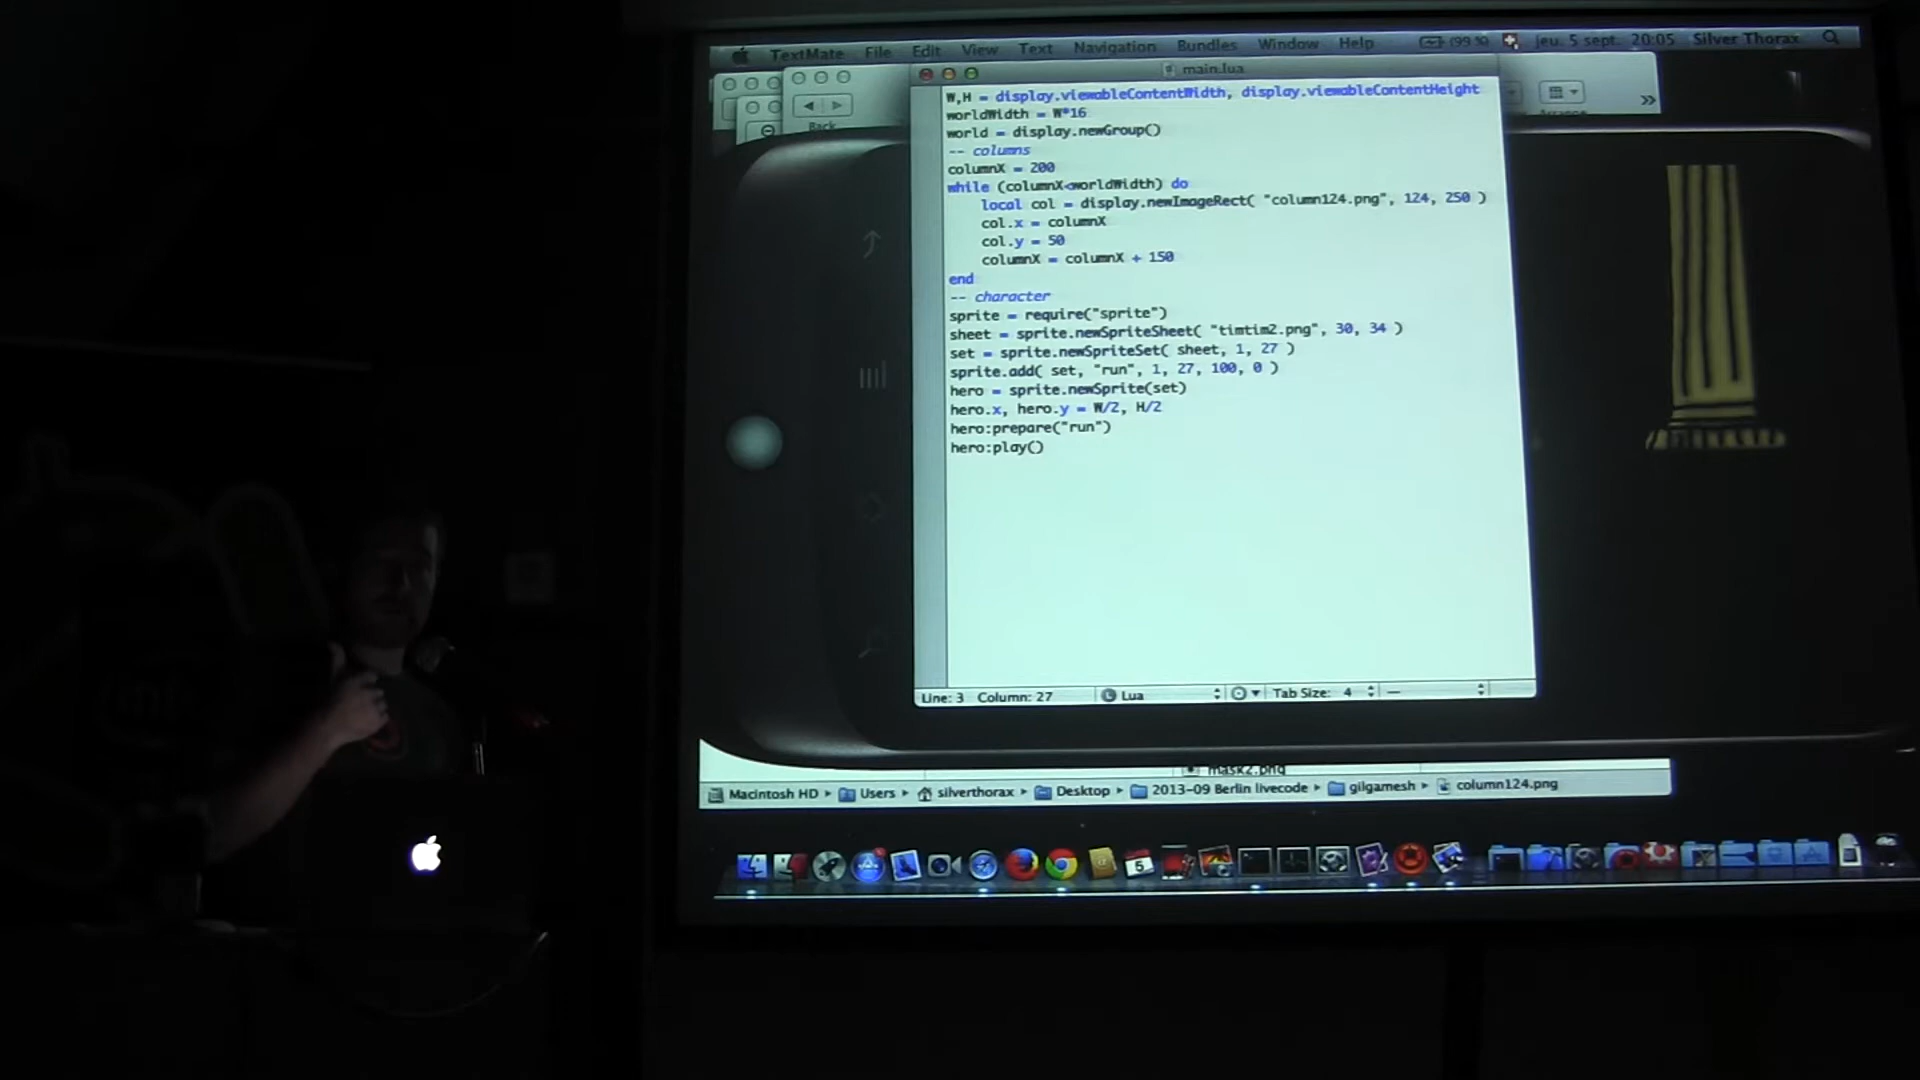 TextMate File Edit View Text Navigation Bundles Window Help (99%) jeu. 5 sept. 20:05 Silver Thorax
main.lua
Back
W,H = display.viewableContentWidth, display.viewableContentHeight
worldWidth = W*16
world = display.newGroup()
-- columns
columnX = 200
while (columnX<worldWidth) do
local col = display.newImageRect( "column124.png", 124, 250 )
col.x = columnX
col.y = 50
columnX = columnX + 150
end
-- character
sprite = require("sprite")
sheet = sprite.newSpriteSheet( "timtim2.png", 30, 34 )
set = sprite.newSpriteSet( sheet, 1, 27 )
sprite.add( set, "run", 1, 27, 100, 0 )
hero = sprite.newSprite(set)
hero.x, hero.y = W/2, H/2
hero:prepare("run")
hero:play()
Line: 3 Column: 27 Lua Tab Size: 4 —
mask2.png
Macintosh HD ▸ Users ▸ silverthorax ▸ Desktop ▸ 2013-09 Berlin livecode ▸ gilgamesh ▸ column124.png
5